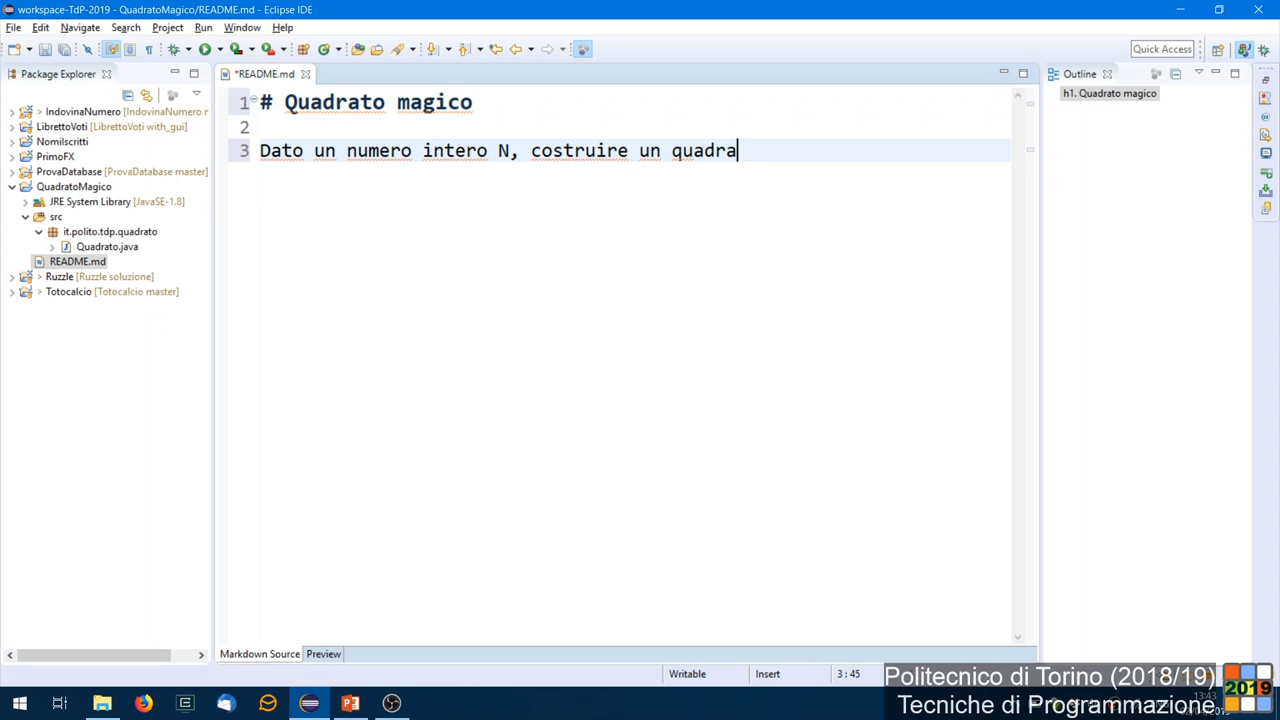 workspace-TdP-2019 - QuadratoMagico/README.md - Eclipse IDE
File Edit Navigate Search Project Run Window Help
Quick Access
Package Explorer
*README.md
Outline
> IndovinaNumero [IndovinaNumero r
LibrettoVoti [LibrettoVoti with_gui]
NomiIscritti
PrimoFX
ProvaDatabase [ProvaDatabase master]
QuadratoMagico
JRE System Library [JavaSE-1.8]
src
it.polito.tdp.quadrato
Quadrato.java
README.md
> Ruzzle [Ruzzle soluzione]
> Totocalcio [Totocalcio master]
1 # Quadrato magico
2
3 Dato un numero intero N, costruire un quadra
h1. Quadrato magico
Markdown Source Preview
Writable Insert 3 : 45
Politecnico di Torino (2018/19)
Tecniche di Programmazione
2019
13:43